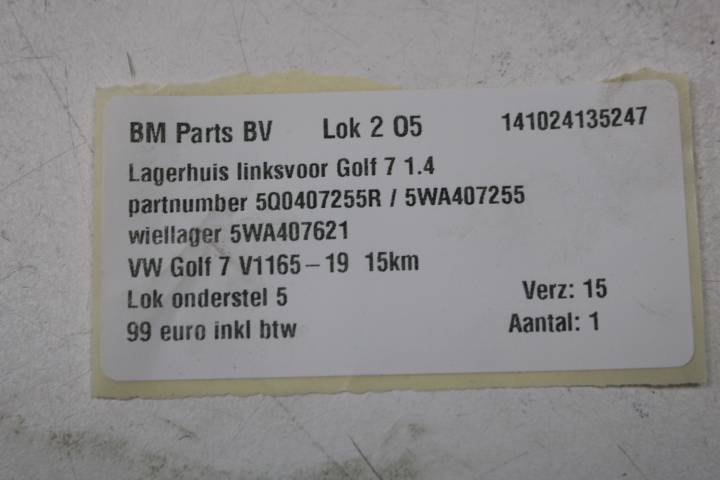 BM Parts BV Lok 2 O5 141024135247
Lagerhuis linksvoor Golf 7 1.4
partnumber 5Q0407255R / 5WA407255
wiellager 5WA407621
VW Golf 7 V1165-19 15km
Lok onderstel 5 Verz: 15
99 euro inkl btw Aantal: 1